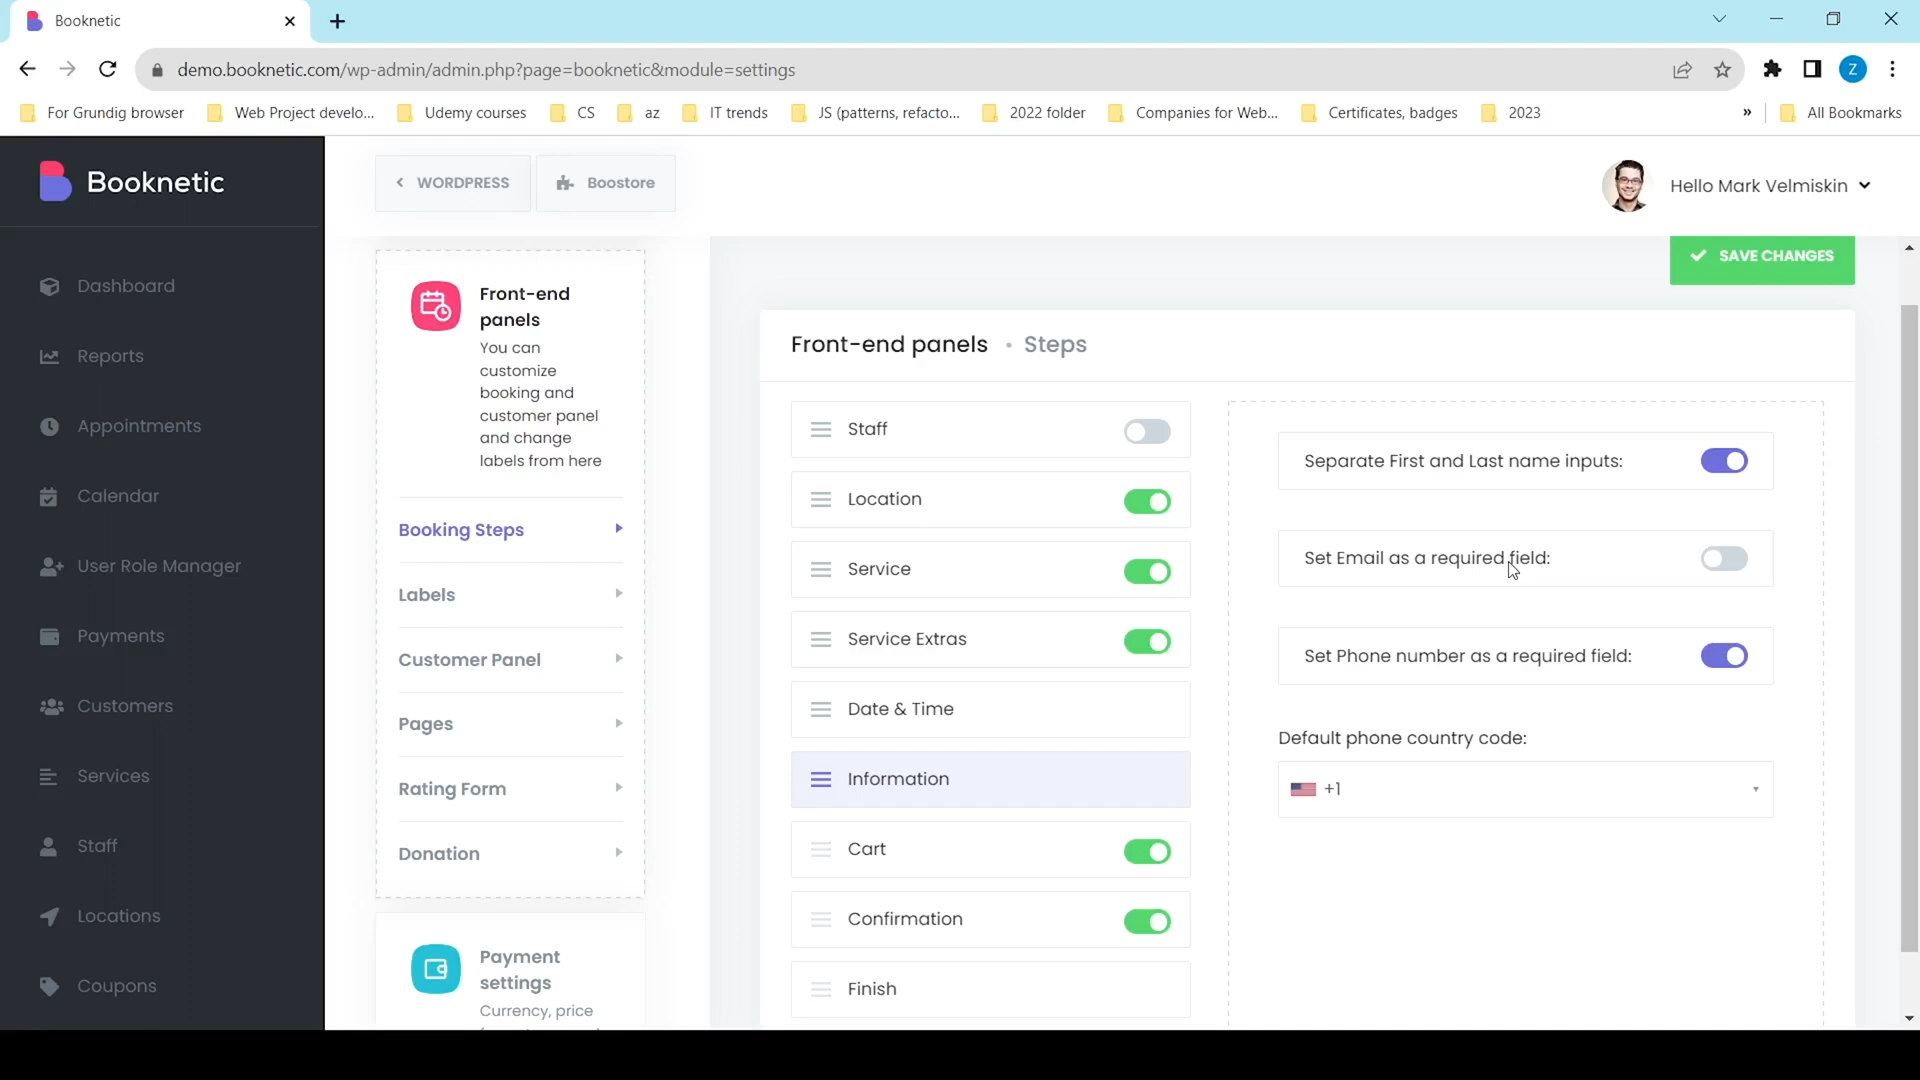 Booknetic
demo.booknetic.com/wp-admin/admin.php?page=booknetic&module=settings
Z
For Grundig browser
Web Project develo...
Udemy courses
CS
az
IT trends
JS (patterns, refacto...
2022 folder
Companies for Web...
Certificates, badges
2023
»
All Bookmarks
Booknetic
WORDPRESS
Boostore
Hello Mark Velmiskin
Dashboard
Reports
Appointments
Calendar
User Role Manager
Payments
Customers
Services
Staff
Locations
Coupons
Front-end
panels
You can
customize
booking and
customer panel
and change
labels from here
Booking Steps
Labels
Customer Panel
Pages
Rating Form
Donation
Payment
settings
Currency, price
SAVE CHANGES
Front-end panels • Steps
Staff
Location
Service
Service Extras
Date & Time
Information
Cart
Confirmation
Finish
Separate First and Last name inputs:
Set Email as a required field:
Set Phone number as a required field:
Default phone country code:
+1